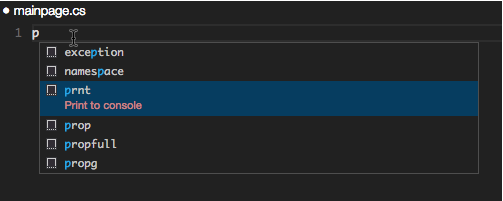 mainpage.cs
1 p
exception
namespace
prnt
Print to console
prop
propfull
propg